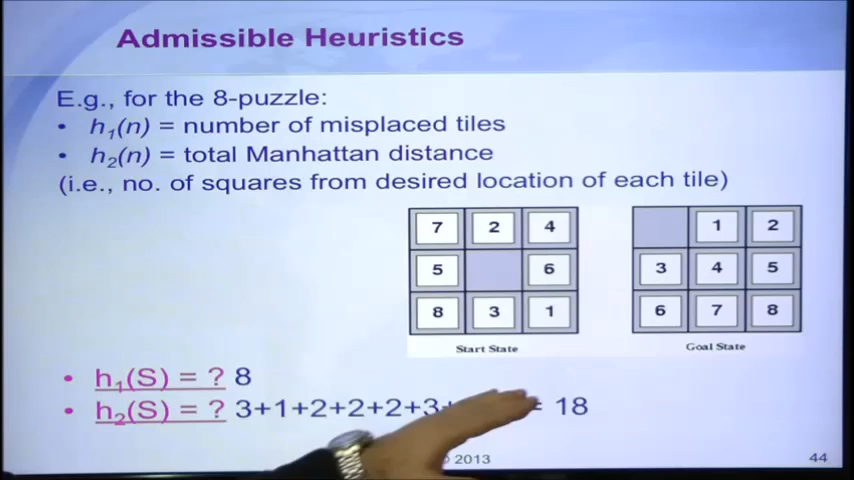 Admissible Heuristics
E.g., for the 8-puzzle:
• h1(n) = number of misplaced tiles
• h2(n) = total Manhattan distance
(i.e., no. of squares from desired location of each tile)
7 2 4
5 6
8 3 1
Start State
1 2
3 4 5
6 7 8
Goal State
• h1(S) = ? 8
• h2(S) = ? 3+1+2+2+2+3+ = 18
2013
44